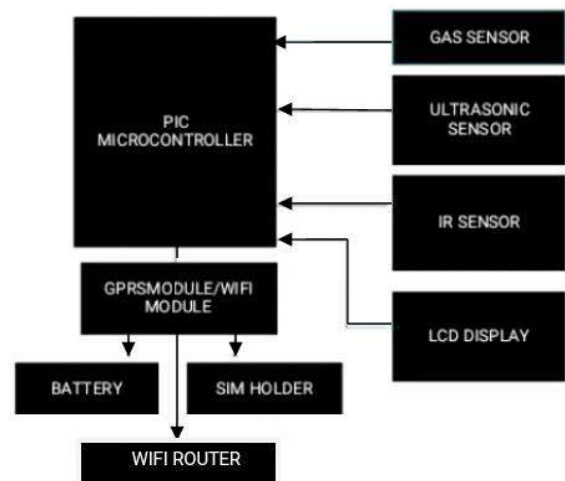 GAS SENSOR
PIC
MICROCONTROLLER
ULTRASONIC
SENSOR
IR SENSOR
GPRSMODULE/WIFI
MODULE
LCD DISPLAY
BATTERY
SIM HOLDER
WIFI ROUTER